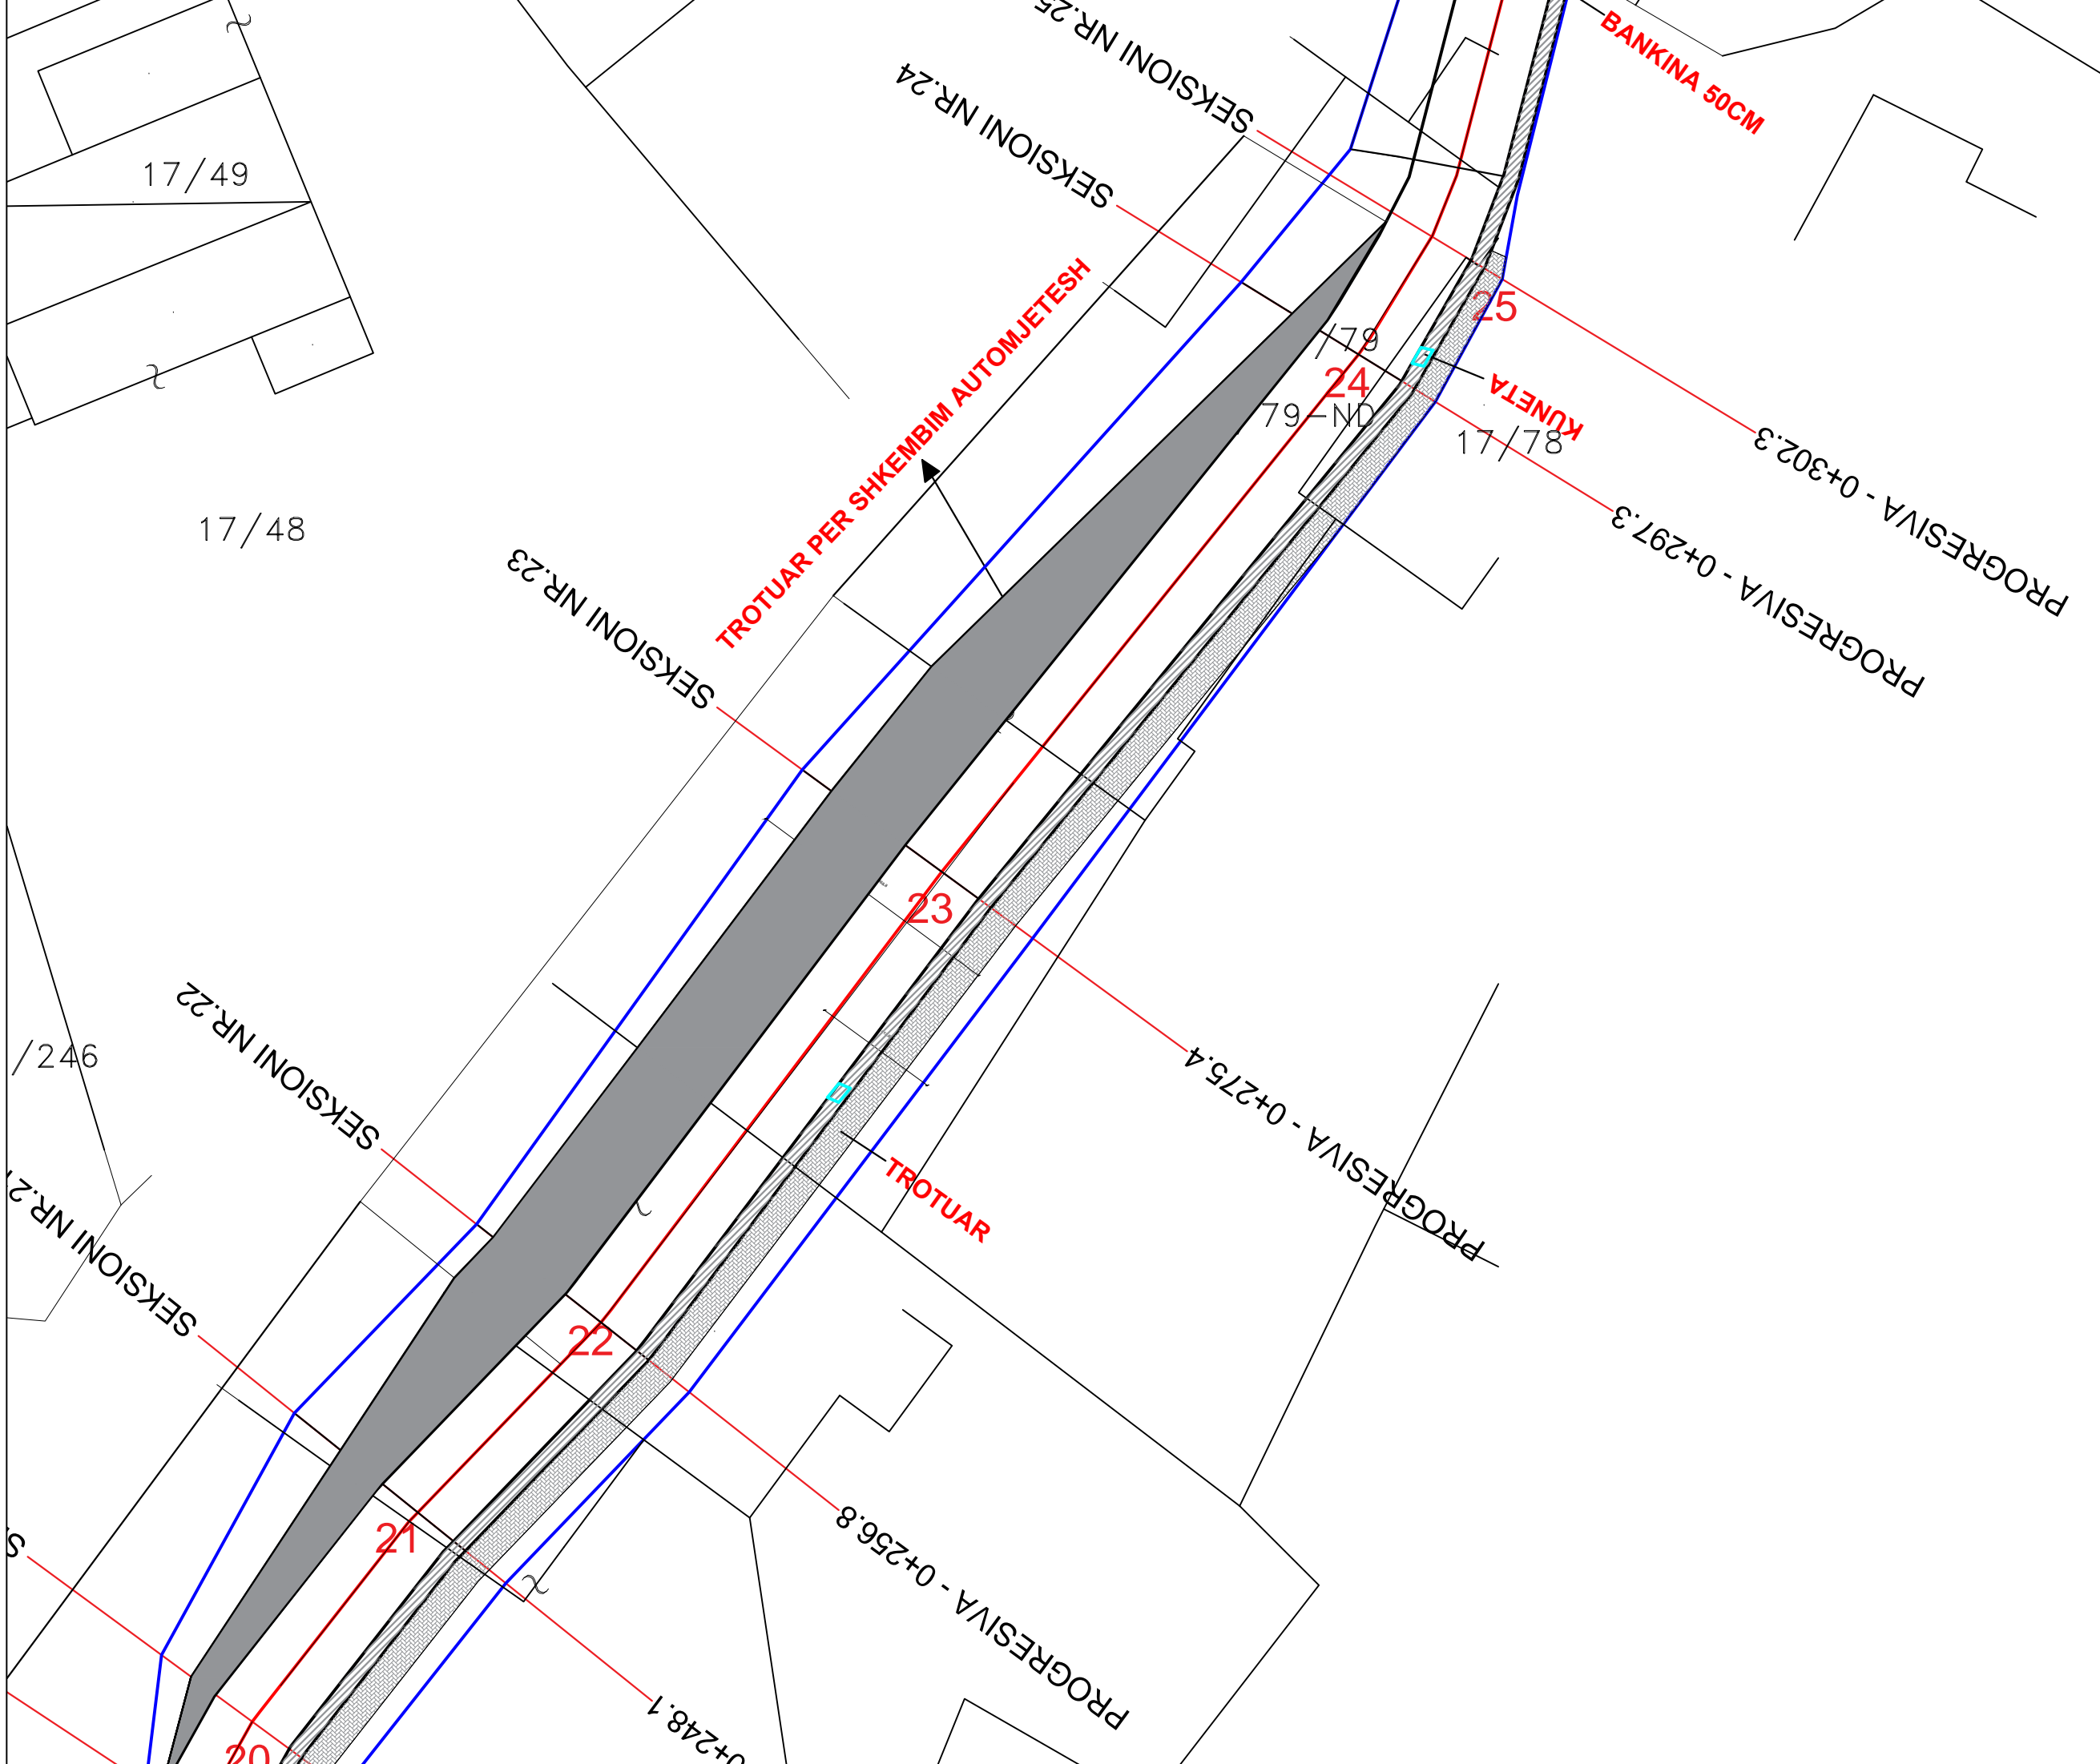 SEKSIONI NR.25
BANKINA 50CM
SEKSIONI NR.24
17/49
25
/79
24
79-ND
KUNETA
17/78
PROGRESIVA - 0+302.3
TROTUAR PER SHKEMBIM AUTOMJETESH
17/48
PROGRESIVA - 0+297.3
SEKSIONI NR.23
23
SEKSIONI NR.22
/246
PROGRESIVA - 0+275.4
TROTUAR
SEKSIONI NR.2
22
21
PROGRESIVA - 0+256.8
S
0+248.1
20